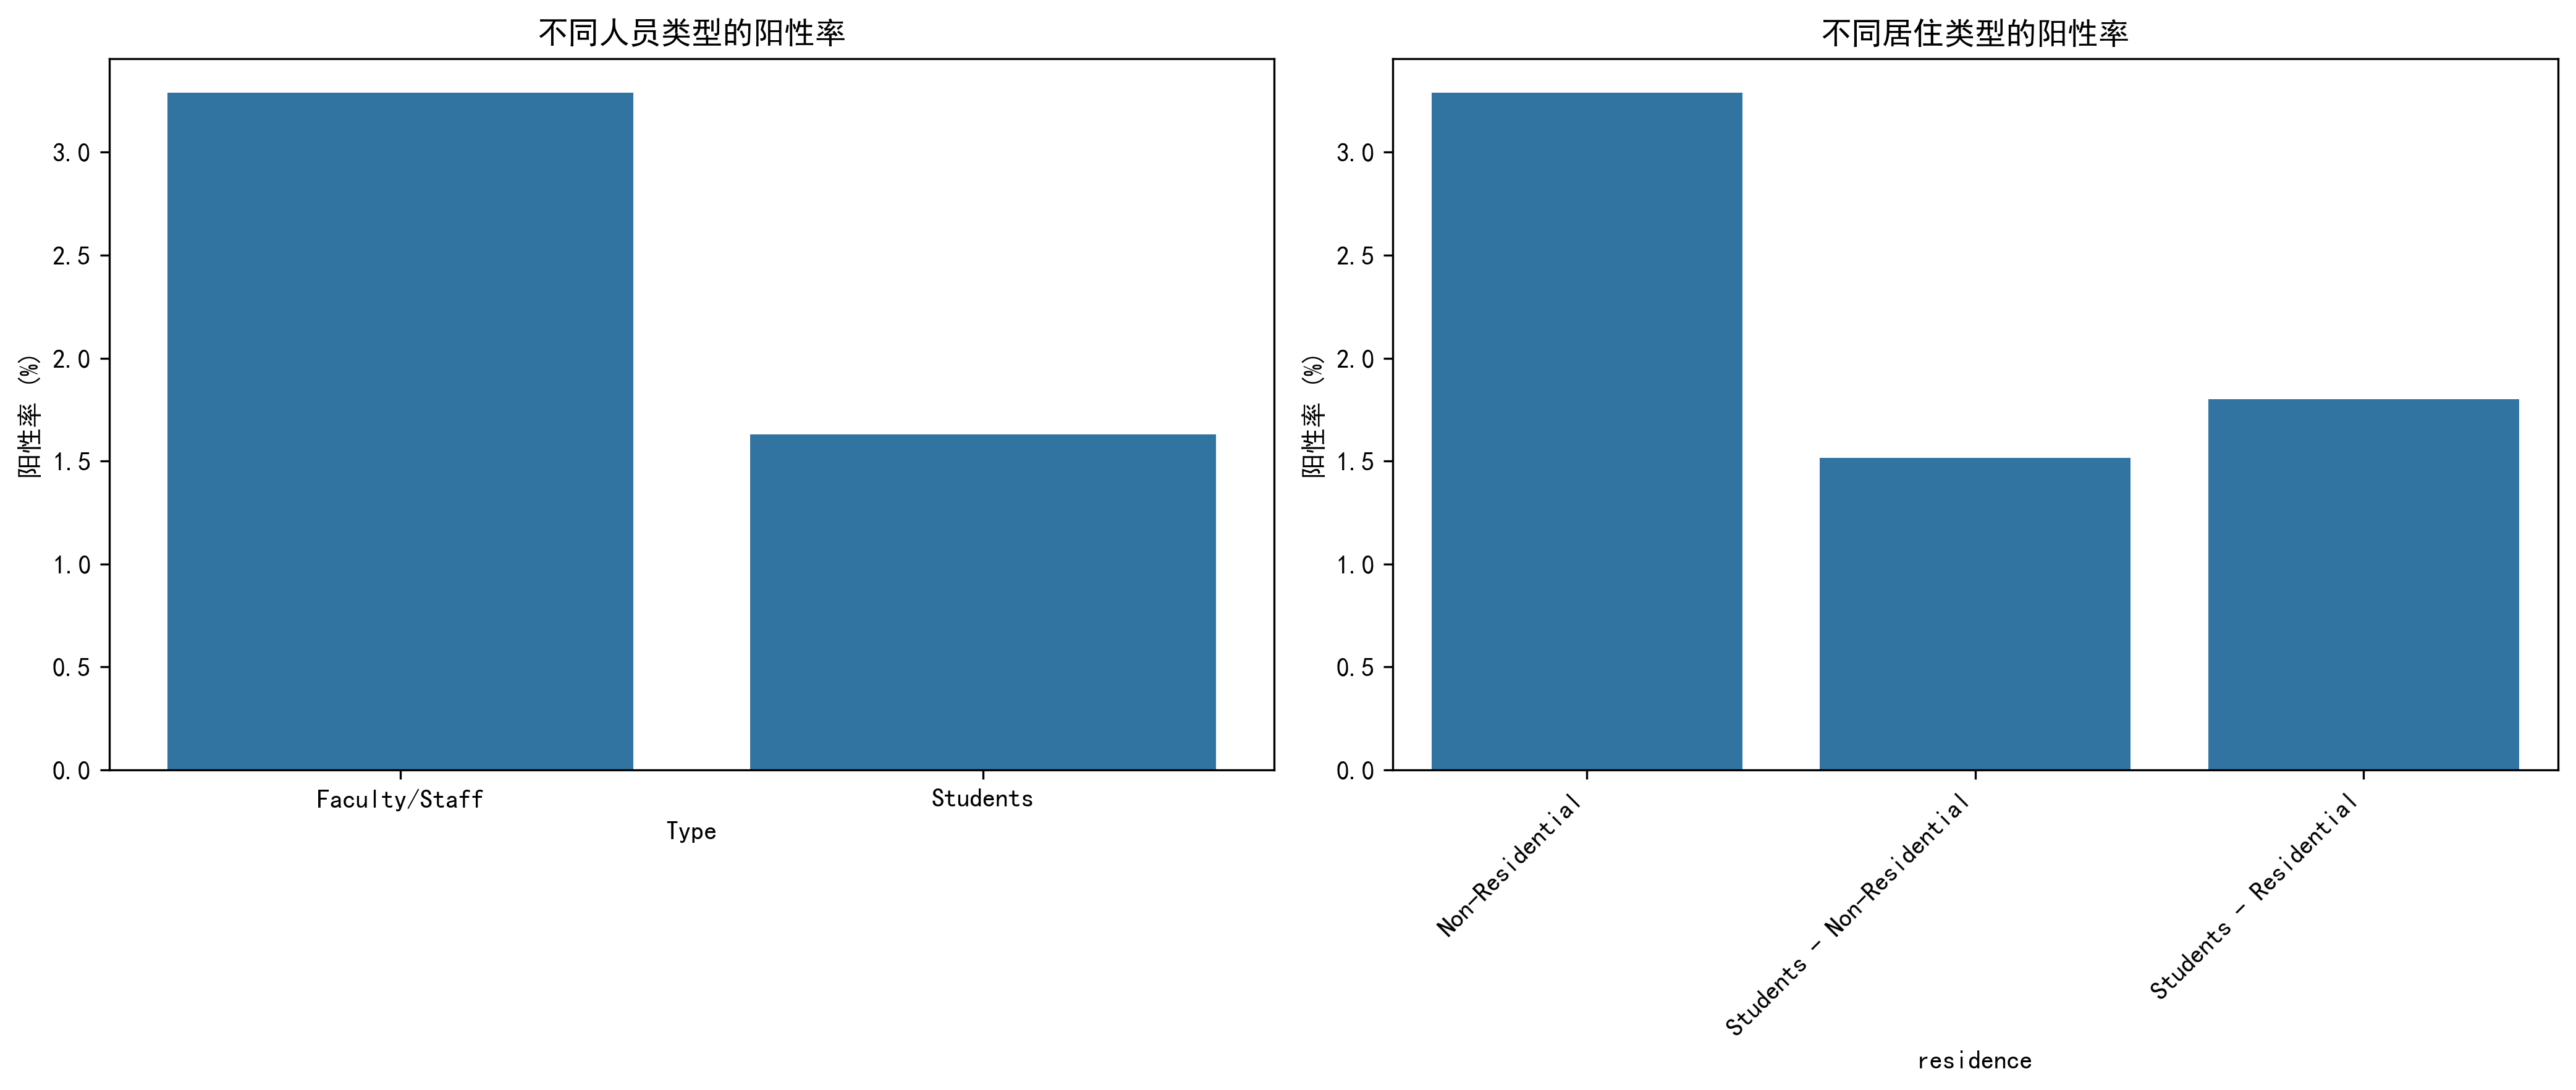 不同人员类型的阳性率
阳性率 (%)
3.0
2.5
2.0
1.5
1.0
0.5
0.0
Faculty/Staff
Students
Type
不同居住类型的阳性率
阳性率 (%)
3.0
2.5
2.0
1.5
1.0
0.5
0.0
Non-Residential
Students - Non-Residential
Students - Residential
residence